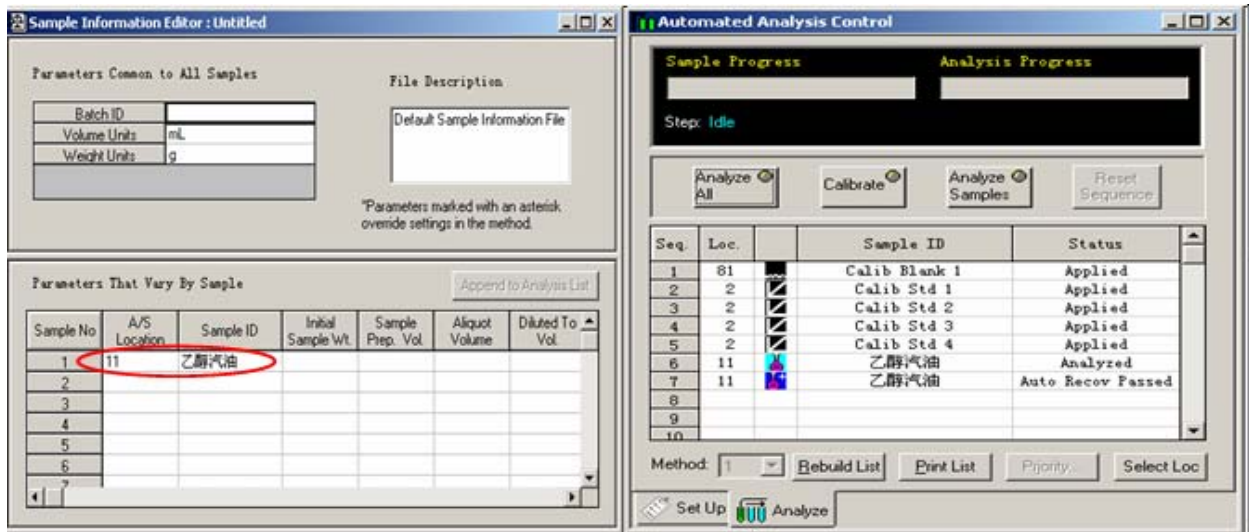 Sample Information Editor : Untitled
Parameters Common to All Samples
File Description
Batch ID
Volume Units mL
Weight Units g
Default Sample Information File
*Parameters marked with an asterisk
override settings in the method.
Parameters That Vary By Sample
Append to Analysis List
Sample No A/S Location Sample ID Initial Sample Wt. Sample Prep. Vol. Aliquot Volume Diluted To Vol.
1 11 乙醇汽油
2
3
4
5
6
7
Automated Analysis Control
Sample Progress Analysis Progress
Step: Idle
Analyze All Calibrate Analyze Samples Reset Sequence
Seq. Loc. Sample ID Status
1 81 Calib Blank 1 Applied
2 2 Calib Std 1 Applied
3 2 Calib Std 2 Applied
4 2 Calib Std 3 Applied
5 2 Calib Std 4 Applied
6 11 乙醇汽油 Analyzed
7 11 乙醇汽油 Auto Recov Passed
8
9
10
Method: 1 Rebuild List Print List Priority... Select Loc
Set Up Analyze